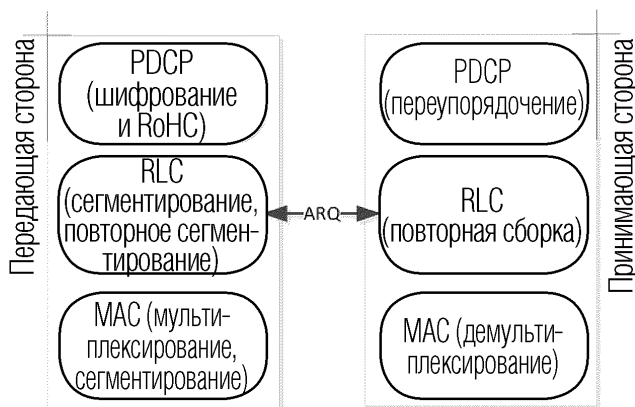 Передающая сторона
PDCP
(шифрование
и RoHC)
RLC
(сегментирование,
повторное сегмен-
тирование)
MAC (мульти-
плексирование,
сегментирование)
ARQ
PDCP
(переупорядочение)
RLC
(повторная сборка)
MAC (демульти-
плексирование)
Принимающая сторона